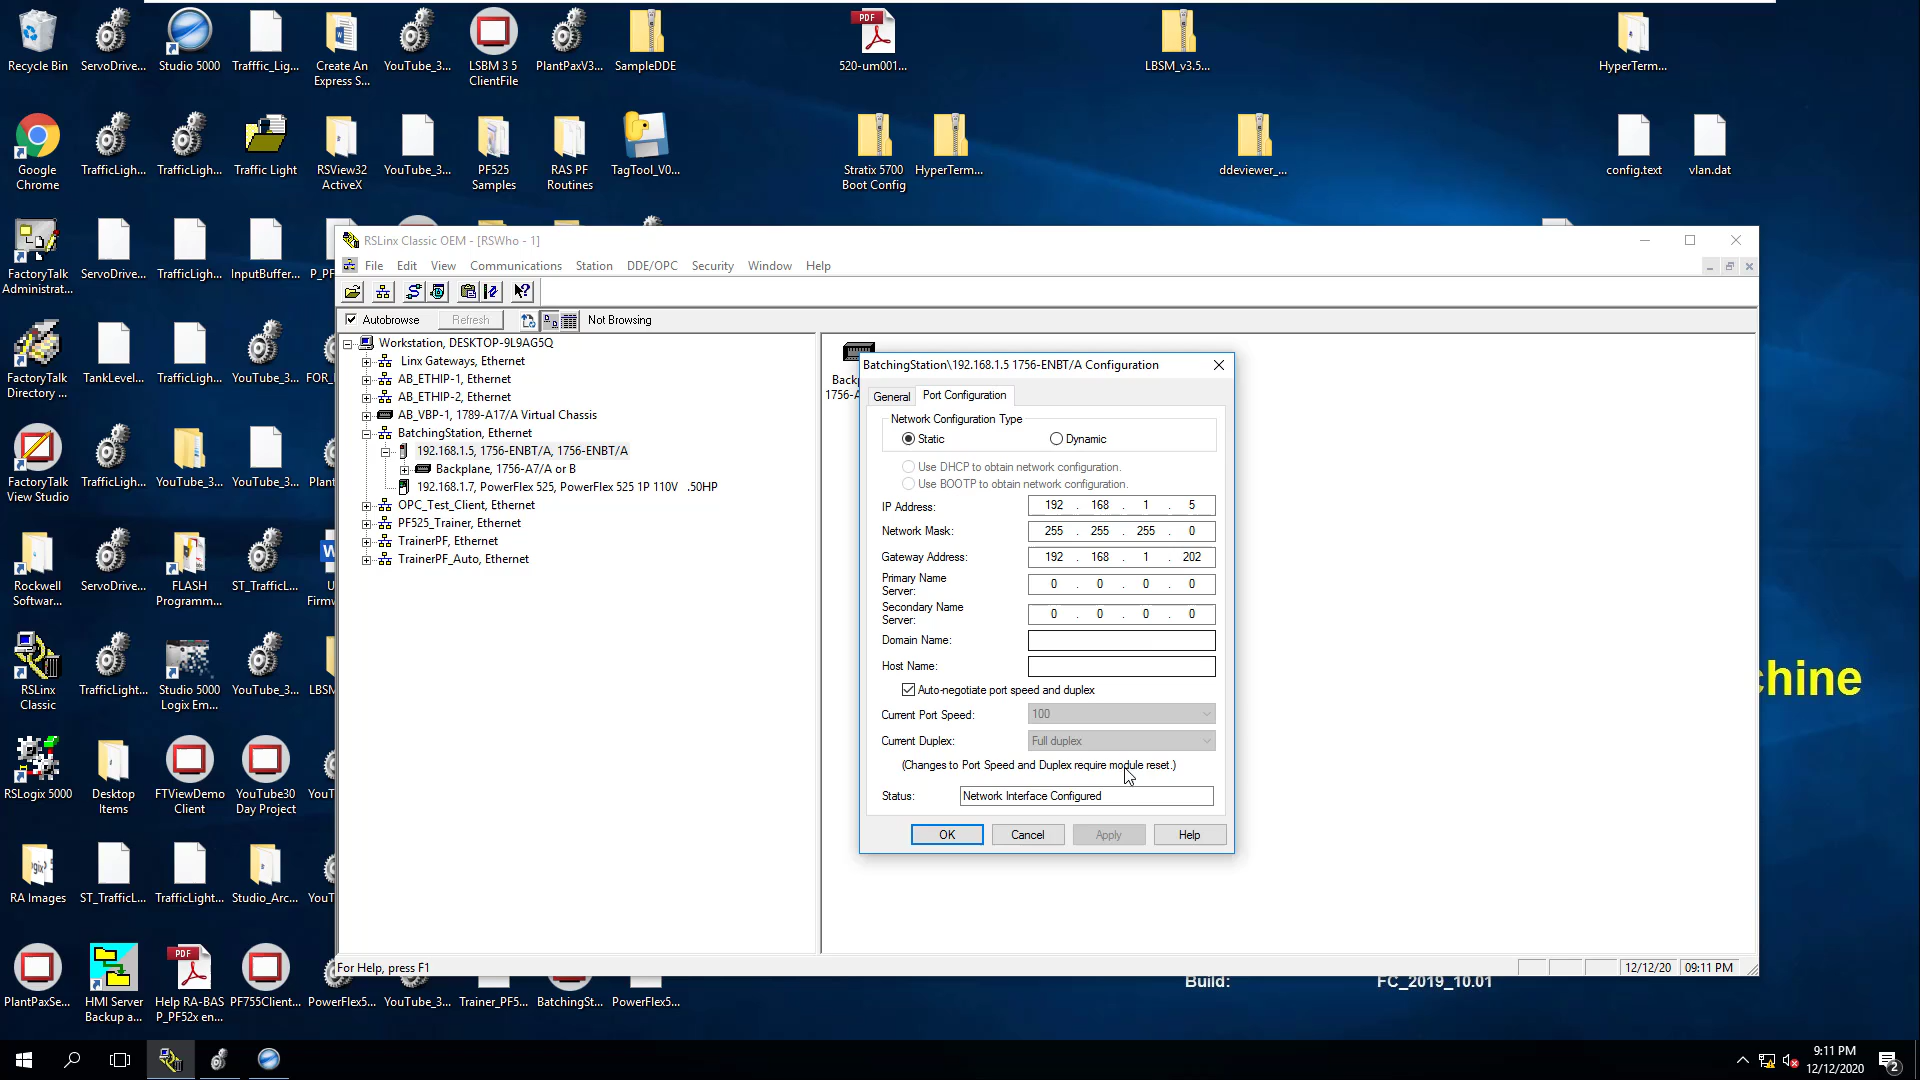 Recycle Bin
ServoDrive...
Studio 5000
Trafffic_Lig...
Create An
Express S...
YouTube_3...
LSBM 3 5
ClientFile
PlantPaxV3...
SampleDDE
520-um001...
LBSM_v3.5...
HyperTerm...
Google
Chrome
TrafficLigh...
TrafficLigh...
Traffic Light
RSView32
ActiveX
YouTube_3...
PF525
Samples
RAS PF
Routines
TagTool_V0...
Stratix 5700
Boot Config
HyperTerm...
ddeviewer_...
config.text
vlan.dat
FactoryTalk
Administrat...
ServoDrive...
TrafficLigh...
InputBuffer...
FactoryTalk
Directory ...
TankLevel...
TrafficLigh...
YouTube_3...
FactoryTalk
View Studio
TrafficLigh...
YouTube_3...
YouTube_3...
Rockwell
Softwar...
ServoDrive...
FLASH
Programm...
ST_TrafficL...
RSLinx
Classic
TrafficLight...
Studio 5000
Logix Em...
YouTube_3...
RSLogix 5000
Desktop
Items
FTViewDemo
Client
YouTube30
Day Project
RA Images
ST_TrafficL...
TrafficLight...
Studio_Arc...
PlantPaxSe...
HMI Server
Backup a...
Help RA-BAS
P_PF52x en...
PF755Client...
PowerFlex5...
YouTube_3...
Trainer_PF5...
BatchingSt...
PowerFlex5...
RSLinx Classic OEM - [RSWho - 1]
File Edit View Communications Station DDE/OPC Security Window Help
Autobrowse Refresh Not Browsing
Workstation, DESKTOP-9L9AG5Q
Linx Gateways, Ethernet
AB_ETHIP-1, Ethernet
AB_ETHIP-2, Ethernet
AB_VBP-1, 1789-A17/A Virtual Chassis
BatchingStation, Ethernet
192.168.1.5, 1756-ENBT/A, 1756-ENBT/A
Backplane, 1756-A7/A or B
192.168.1.7, PowerFlex 525, PowerFlex 525 1P 110V .50HP
OPC_Test_Client, Ethernet
PF525_Trainer, Ethernet
TrainerPF, Ethernet
TrainerPF_Auto, Ethernet
BatchingStation\192.168.1.5 1756-ENBT/A Configuration
General Port Configuration
Network Configuration Type
Static Dynamic
Use DHCP to obtain network configuration.
Use BOOTP to obtain network configuration.
IP Address: 192 . 168 . 1 . 5
Network Mask: 255 . 255 . 255 . 0
Gateway Address: 192 . 168 . 1 . 202
Primary Name
Server: 0 . 0 . 0 . 0
Secondary Name
Server: 0 . 0 . 0 . 0
Domain Name:
Host Name:
Auto-negotiate port speed and duplex
Current Port Speed: 100
Current Duplex: Full duplex
(Changes to Port Speed and Duplex require module reset.)
Status: Network Interface Configured
OK Cancel Apply Help
For Help, press F1
12/12/20 09:11 PM
chine
Build: FC_2019_10.01
9:11 PM
12/12/2020
2